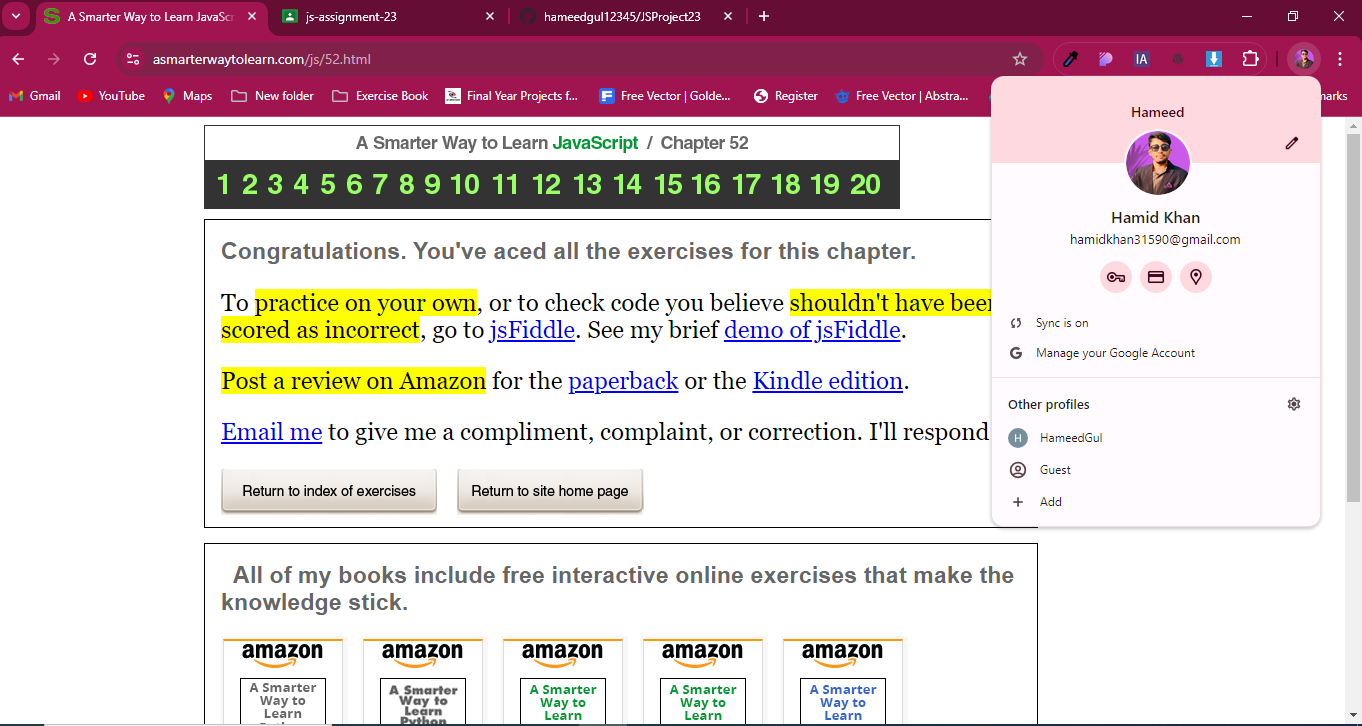 A Smarter Way to Learn JavaScr
js-assignment-23
hameedgul12345/JSProject23
asmarterwaytolearn.com/js/52.html
IA
Gmail
YouTube
Maps
New folder
Exercise Book
Final Year Projects f...
Free Vector | Golde...
Register
Free Vector | Abstra...
A Smarter Way to Learn JavaScript / Chapter 52
1 2 3 4 5 6 7 8 9 10 11 12 13 14 15 16 17 18 19 20
Congratulations. You've aced all the exercises for this chapter.
To practice on your own, or to check code you believe shouldn't have been
scored as incorrect, go to jsFiddle. See my brief demo of jsFiddle.
Post a review on Amazon for the paperback or the Kindle edition.
Email me to give me a compliment, complaint, or correction. I'll respond
Return to index of exercises
Return to site home page
All of my books include free interactive online exercises that make the
knowledge stick.
amazon
A Smarter
Way to
Learn
Python
amazon
A Smarter
Way to
Learn
Python
amazon
A Smarter
Way to
Learn
amazon
A Smarter
Way to
Learn
amazon
A Smarter
Way to
Learn
Hameed
Hamid Khan
hamidkhan31590@gmail.com
Sync is on
Manage your Google Account
Other profiles
H
HameedGul
Guest
Add